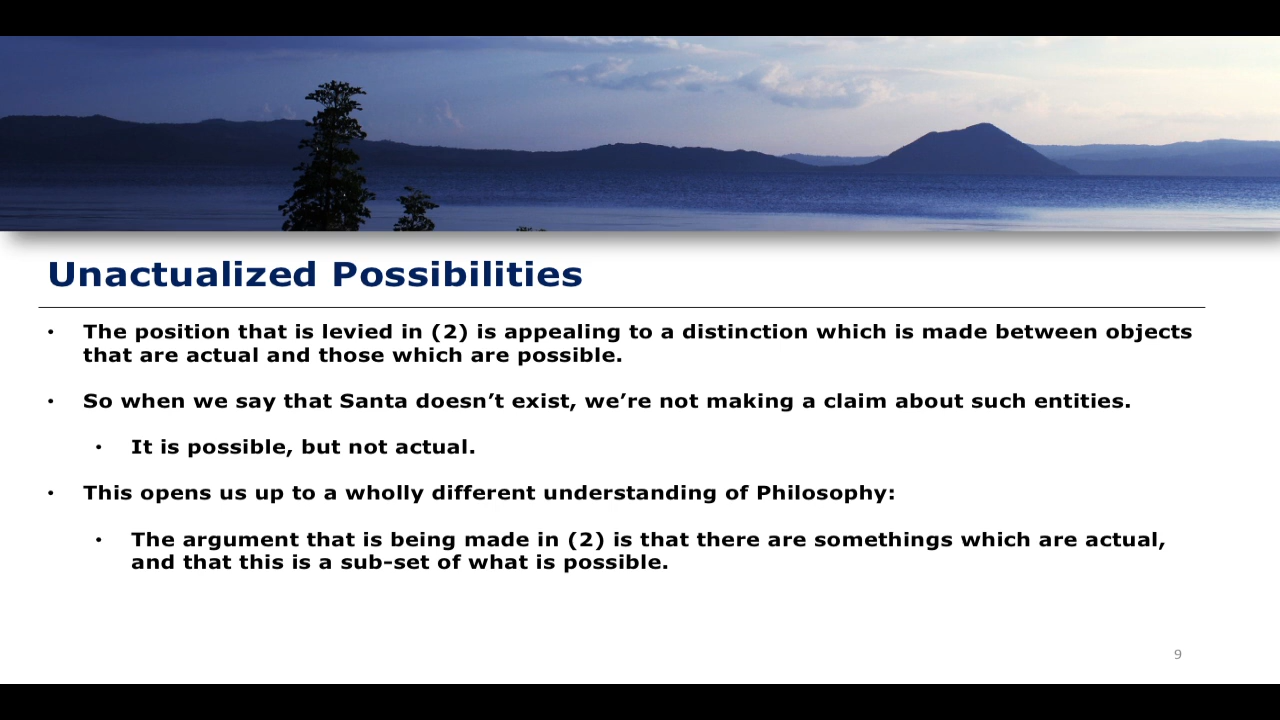 Unactualized Possibilities
• The position that is levied in (2) is appealing to a distinction which is made between objects
that are actual and those which are possible.
• So when we say that Santa doesn’t exist, we’re not making a claim about such entities.
• It is possible, but not actual.
• This opens us up to a wholly different understanding of Philosophy:
• The argument that is being made in (2) is that there are somethings which are actual,
and that this is a sub-set of what is possible.
9